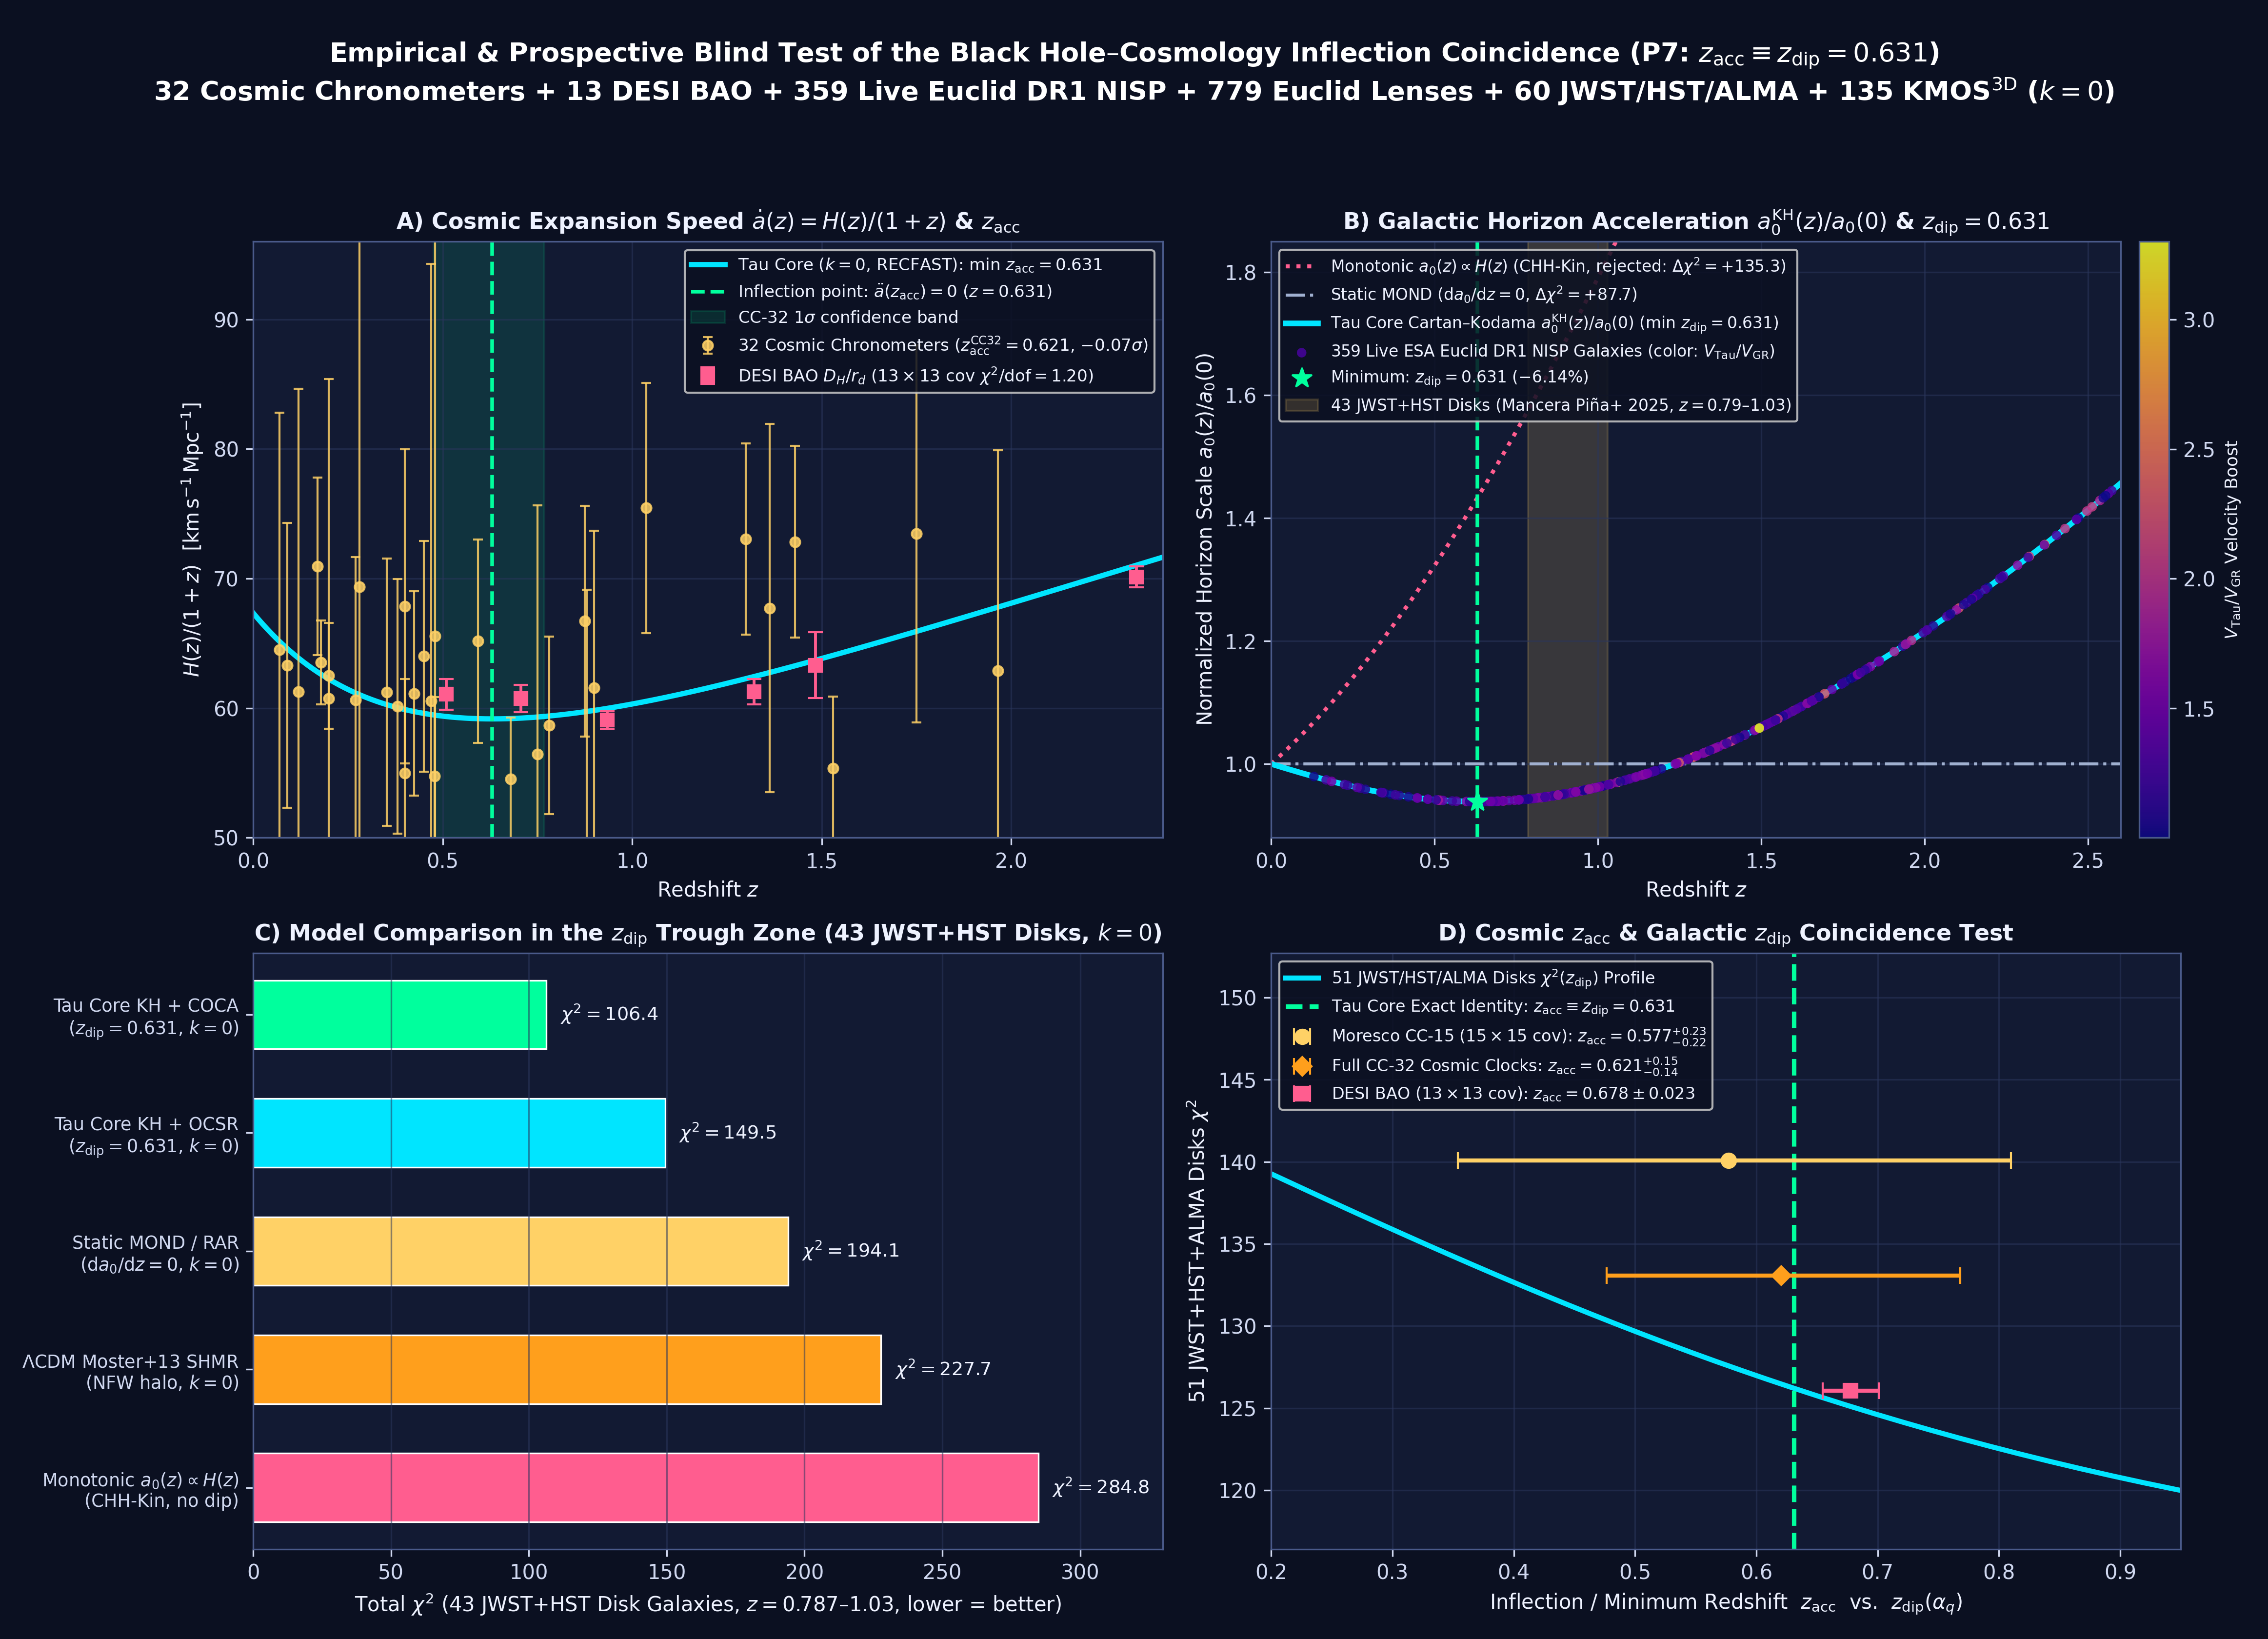 Empirical & Prospective Blind Test of the Black Hole–Cosmology Inflection Coincidence (P7: z_acc ≡ z_dip = 0.631)
32 Cosmic Chronometers + 13 DESI BAO + 359 Live Euclid DR1 NISP + 779 Euclid Lenses + 60 JWST/HST/ALMA + 135 KMOS^3D (k = 0)
A) Cosmic Expansion Speed ȧ(z) = H(z)/(1 + z) & z_acc
Tau Core (k = 0, RECFAST): min z_acc = 0.631
Inflection point: ä(z_acc) = 0 (z = 0.631)
CC-32 1σ confidence band
32 Cosmic Chronometers (z_acc^CC32 = 0.621, −0.07σ)
DESI BAO D_H/r_d (13 × 13 cov χ²/dof = 1.20)
H(z)/(1 + z) [km s⁻¹ Mpc⁻¹]
90
80
70
60
50
0.0 0.5 1.0 1.5 2.0
Redshift z
B) Galactic Horizon Acceleration a_0^KH(z)/a_0(0) & z_dip = 0.631
Monotonic a_0(z) ∝ H(z) (CHH-Kin, rejected: Δχ² = +135.3)
Static MOND (da_0/dz = 0, Δχ² = +87.7)
Tau Core Cartan–Kodama a_0^KH(z)/a_0(0) (min z_dip = 0.631)
359 Live ESA Euclid DR1 NISP Galaxies (color: V_Tau/V_GR)
Minimum: z_dip = 0.631 (−6.14%)
43 JWST+HST Disks (Mancera Piña+ 2025, z = 0.79–1.03)
Normalized Horizon Scale a_0(z)/a_0(0)
1.8
1.6
1.4
1.2
1.0
0.0 0.5 1.0 1.5 2.0 2.5
Redshift z
3.0
2.5
2.0
1.5
V_Tau/V_GR Velocity Boost
C) Model Comparison in the z_dip Trough Zone (43 JWST+HST Disks, k = 0)
Tau Core KH + COCA
(z_dip = 0.631, k = 0)
χ² = 106.4
Tau Core KH + OCSR
(z_dip = 0.631, k = 0)
χ² = 149.5
Static MOND / RAR
(da_0/dz = 0, k = 0)
χ² = 194.1
ΛCDM Moster+13 SHMR
(NFW halo, k = 0)
χ² = 227.7
Monotonic a_0(z) ∝ H(z)
(CHH-Kin, no dip)
χ² = 284.8
0 50 100 150 200 250 300
Total χ² (43 JWST+HST Disk Galaxies, z = 0.787–1.03, lower = better)
D) Cosmic z_acc & Galactic z_dip Coincidence Test
51 JWST/HST/ALMA Disks χ²(z_dip) Profile
Tau Core Exact Identity: z_acc ≡ z_dip = 0.631
Moresco CC-15 (15 × 15 cov): z_acc = 0.577 +0.23 −0.22
Full CC-32 Cosmic Clocks: z_acc = 0.621 +0.15 −0.14
DESI BAO (13 × 13 cov): z_acc = 0.678 ± 0.023
51 JWST+HST+ALMA Disks χ²
150
145
140
135
130
125
120
0.2 0.3 0.4 0.5 0.6 0.7 0.8 0.9
Inflection / Minimum Redshift z_acc vs. z_dip(α_q)